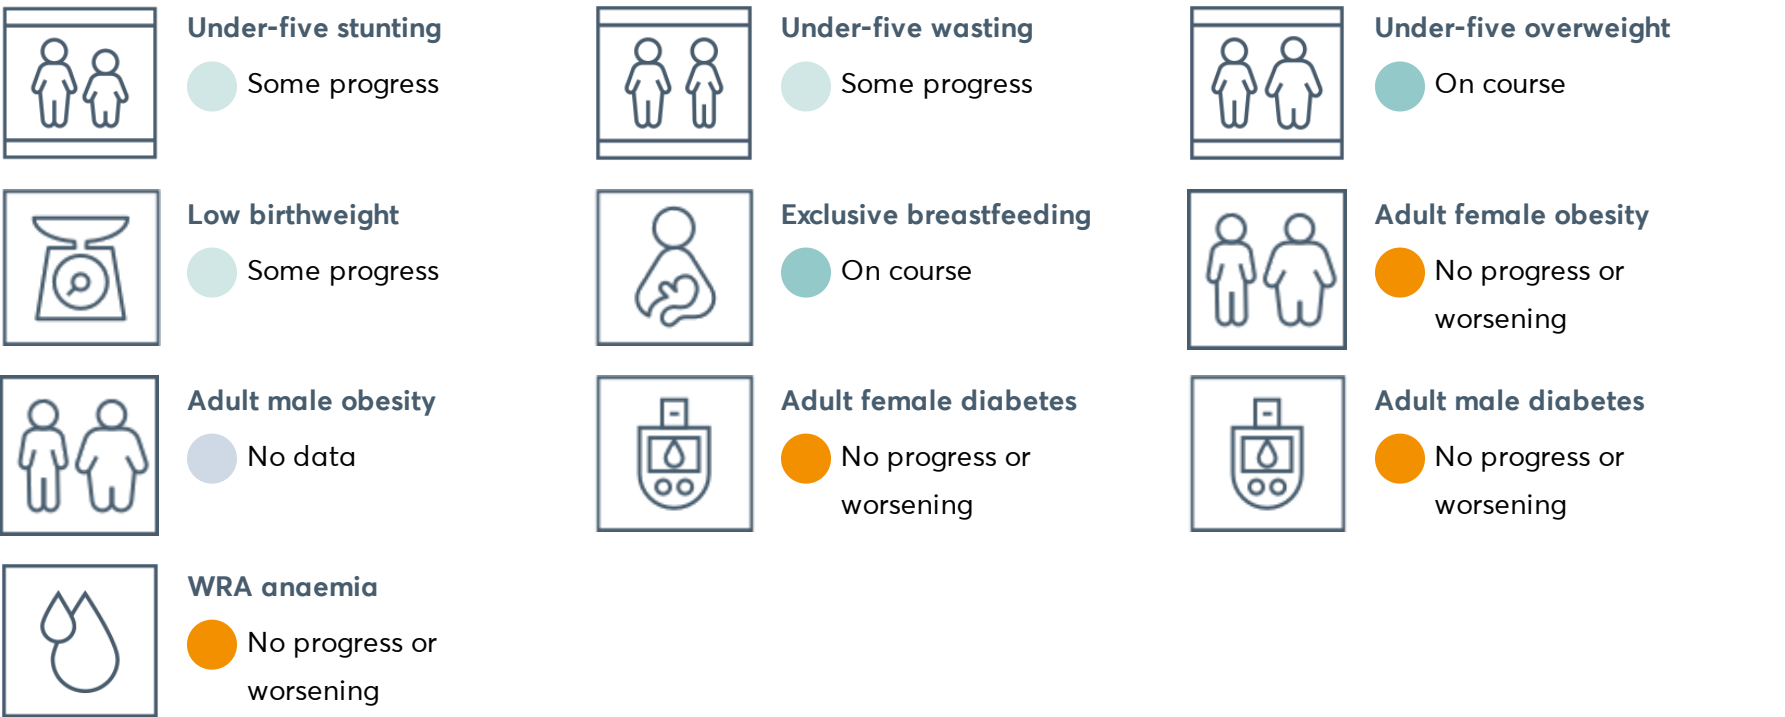 Under-five stunting
Some progress
Under-five wasting
Some progress
Under-five overweight
On course
Low birthweight
Some progress
Exclusive breastfeeding
On course
Adult female obesity
No progress or
worsening
Adult male obesity
No data
Adult female diabetes
No progress or
worsening
Adult male diabetes
No progress or
worsening
WRA anaemia
No progress or
worsening